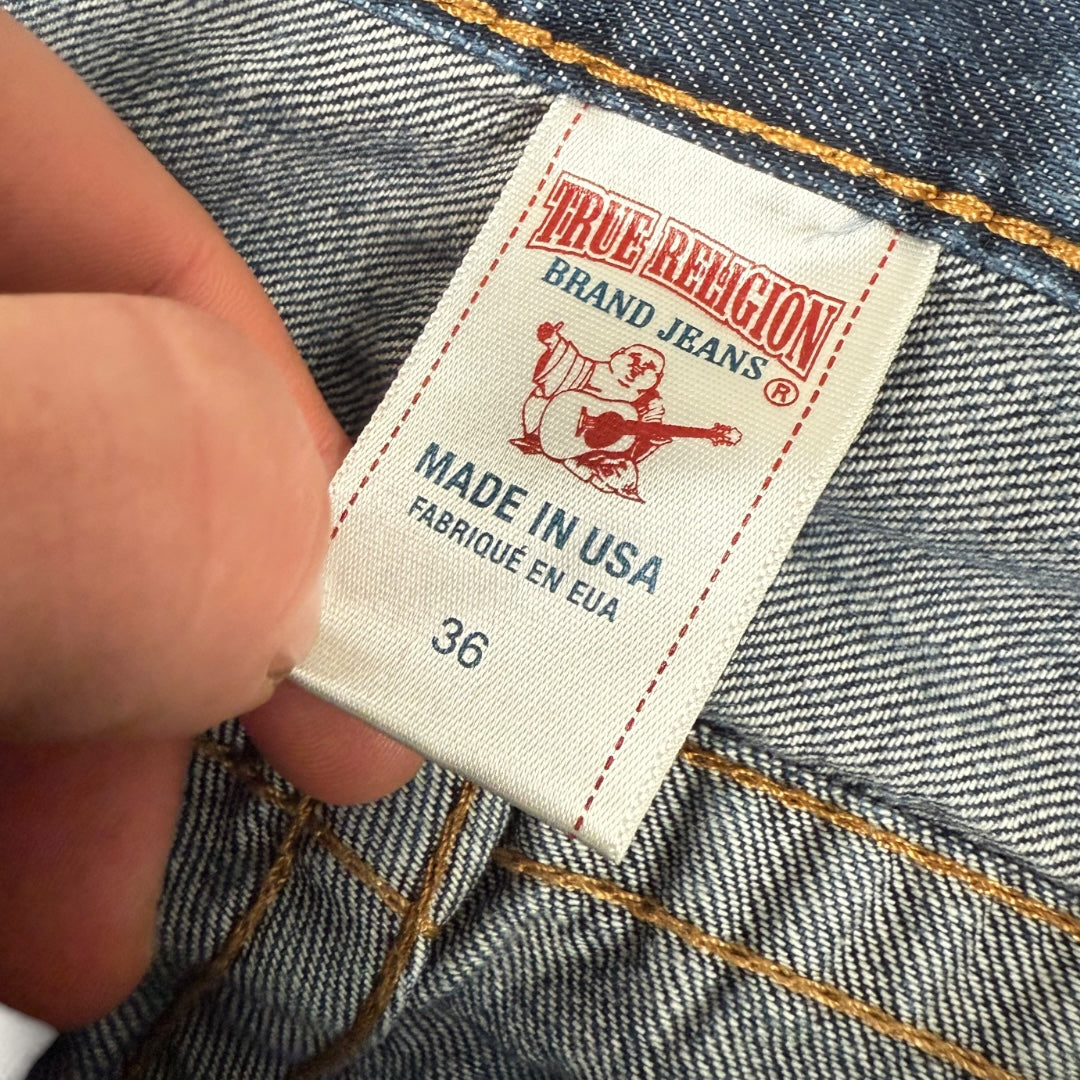 TRUE RELIGION
BRAND JEANS ®
MADE IN USA
FABRIQUÉ EN EUA
36